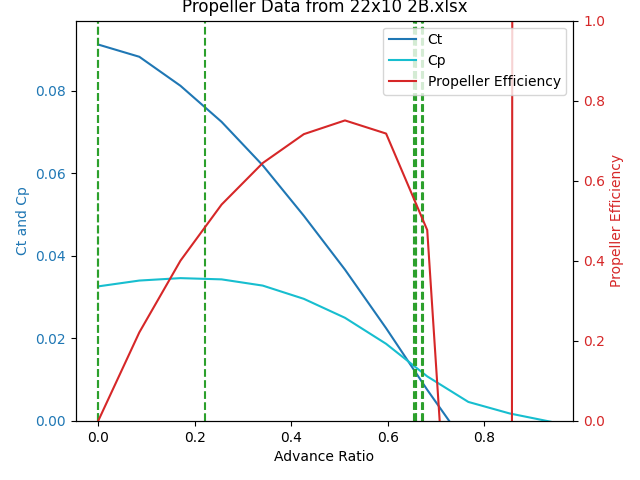 Propeller Data from 22x10 2B.xlsx
Ct
Cp
Propeller Efficiency
0.00
0.02
0.04
0.06
0.08
Ct and Cp
0.0
0.2
0.4
0.6
0.8
1.0
Propeller Efficiency
0.0
0.2
0.4
0.6
0.8
Advance Ratio